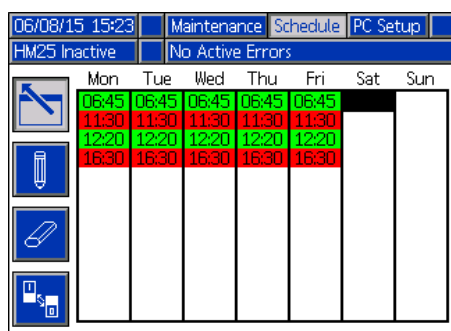 06/08/15 15:23 Maintenance Schedule PC Setup
HM25 Inactive No Active Errors
Mon Tue Wed Thu Fri Sat Sun
06:45 06:45 06:45 06:45 06:45
11:30 11:30 11:30 11:30 11:30
12:20 12:20 12:20 12:20 12:20
16:30 16:30 16:30 16:30 16:30